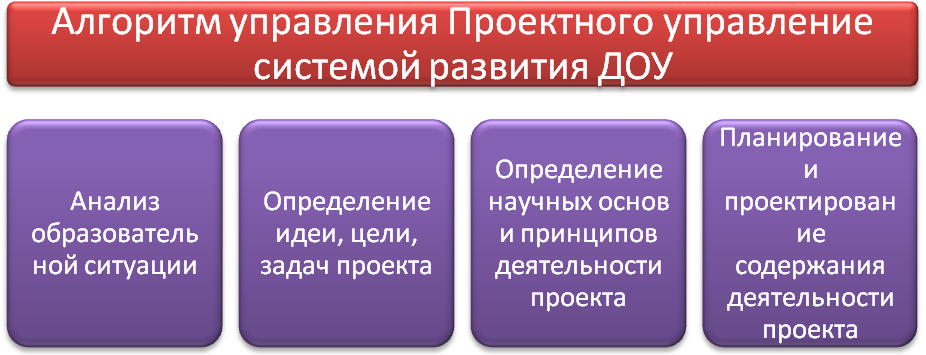 Алгоритм управления Проектного управление
системой развития ДОУ
Анализ
образователь
ной ситуации
Определение
идеи, цели,
задач проекта
Определение
научных основ
и принципов
деятельности
проекта
Планирование
и
проектирован
ие
содержания
деятельности
проекта